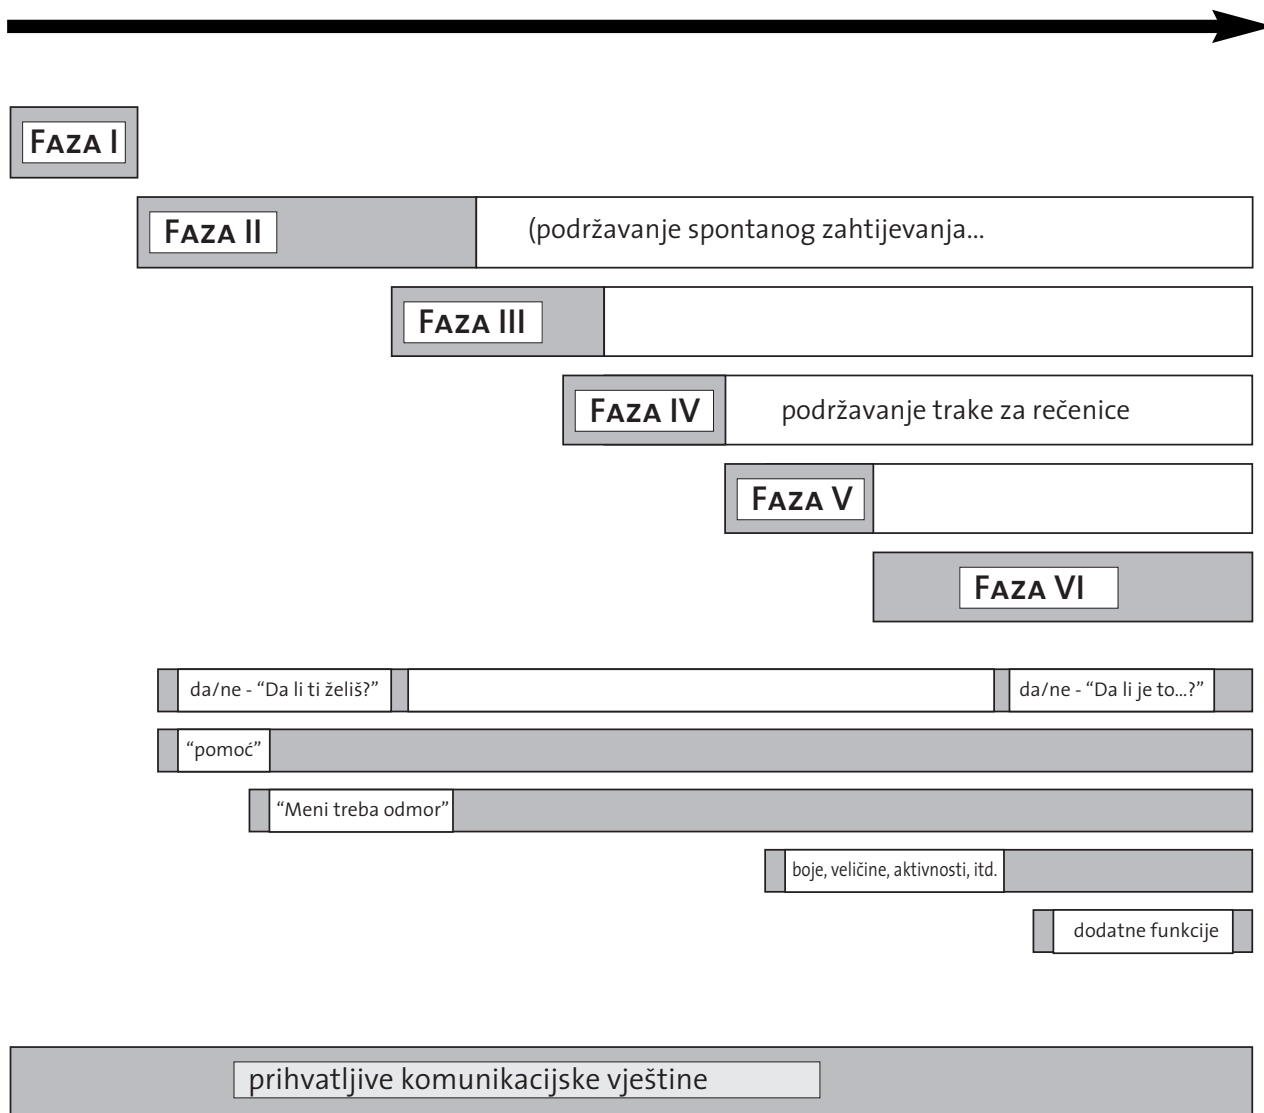 FAZA I
FAZA II
(podržavanje spontanog zahtijevanja...
FAZA III
FAZA IV
podržavanje trake za rečenice
FAZA V
FAZA VI
da/ne - “Da li ti želiš?”
da/ne - “Da li je to...?”
“pomoć”
“Meni treba odmor”
boje, veličine, aktivnosti, itd.
dodatne funkcije
prihvatljive komunikacijske vještine